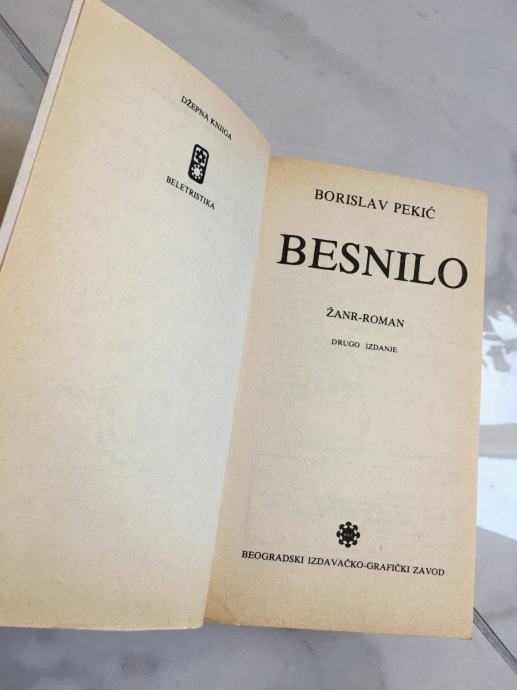 DŽEPNA KNJIGA
BELETRISTIKA
BORISLAV PEKIĆ
BESNILO
ŽANR-ROMAN
DRUGO IZDANJE
BEOGRADSKI IZDAVAČKO-GRAFIČKI ZAVOD